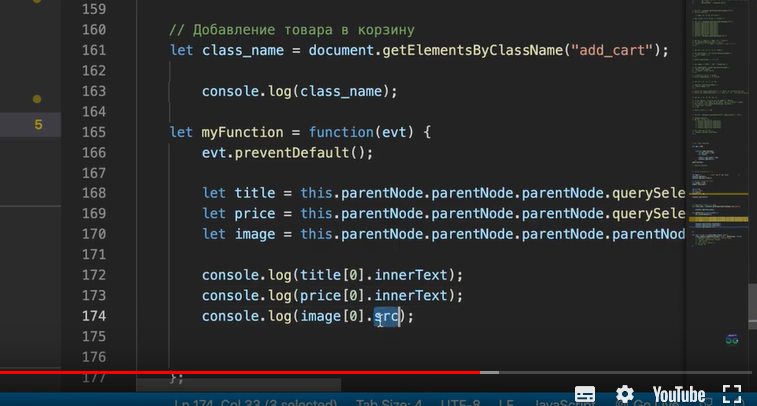 159
160 // Добавление товара в корзину
161 let class_name = document.getElementsByClassName("add_cart");
162
163 console.log(class_name);
164
5
165 let myFunction = function(evt) {
166 evt.preventDefault();
167
168 let title = this.parentNode.parentNode.parentNode.querySele
169 let price = this.parentNode.parentNode.parentNode.querySele
170 let image = this.parentNode.parentNode.parentNode.parentNod
171
172 console.log(title[0].innerText);
173 console.log(price[0].innerText);
174 console.log(image[0].src);
175
176
177 };
YouTube
Ln 174, Col 33 (3 selected) Tab Size: 4 UTF-8 LF JavaScript Go Live